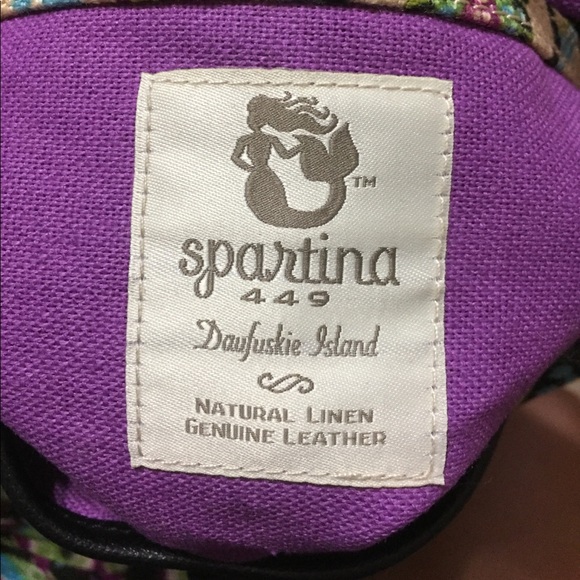 TM
spartina
449
Daufuskie Island
NATURAL LINEN
GENUINE LEATHER